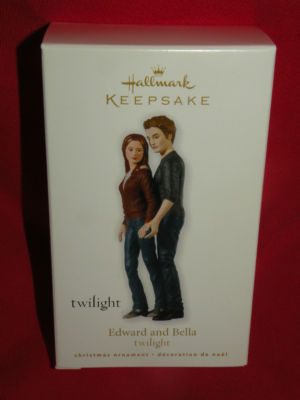 Hallmark
KEEPSAKE
twilight
Edward and Bella
twilight
christmas ornament • décoration de noël